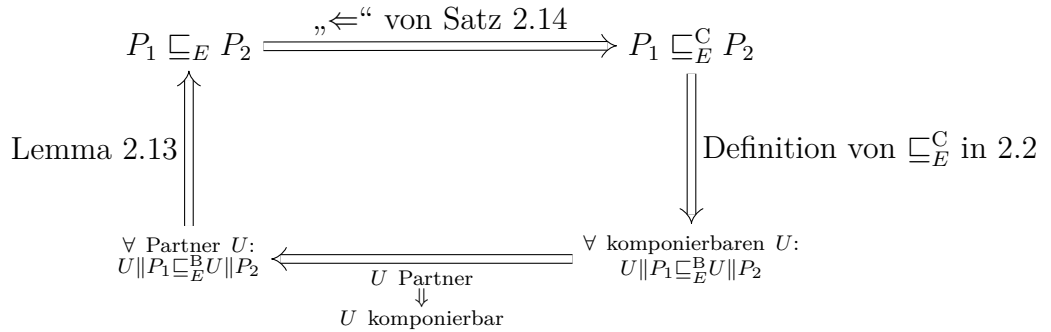 „⇐“ von Satz 2.14
P₁ ⊑_E P₂
P₁ ⊑_E^C P₂
Lemma 2.13
Definition von ⊑_E^C in 2.2
∀ Partner U:
U∥P₁⊑_E^B U∥P₂
∀ komponierbaren U:
U∥P₁⊑_E^B U∥P₂
U Partner
⇓
U komponierbar